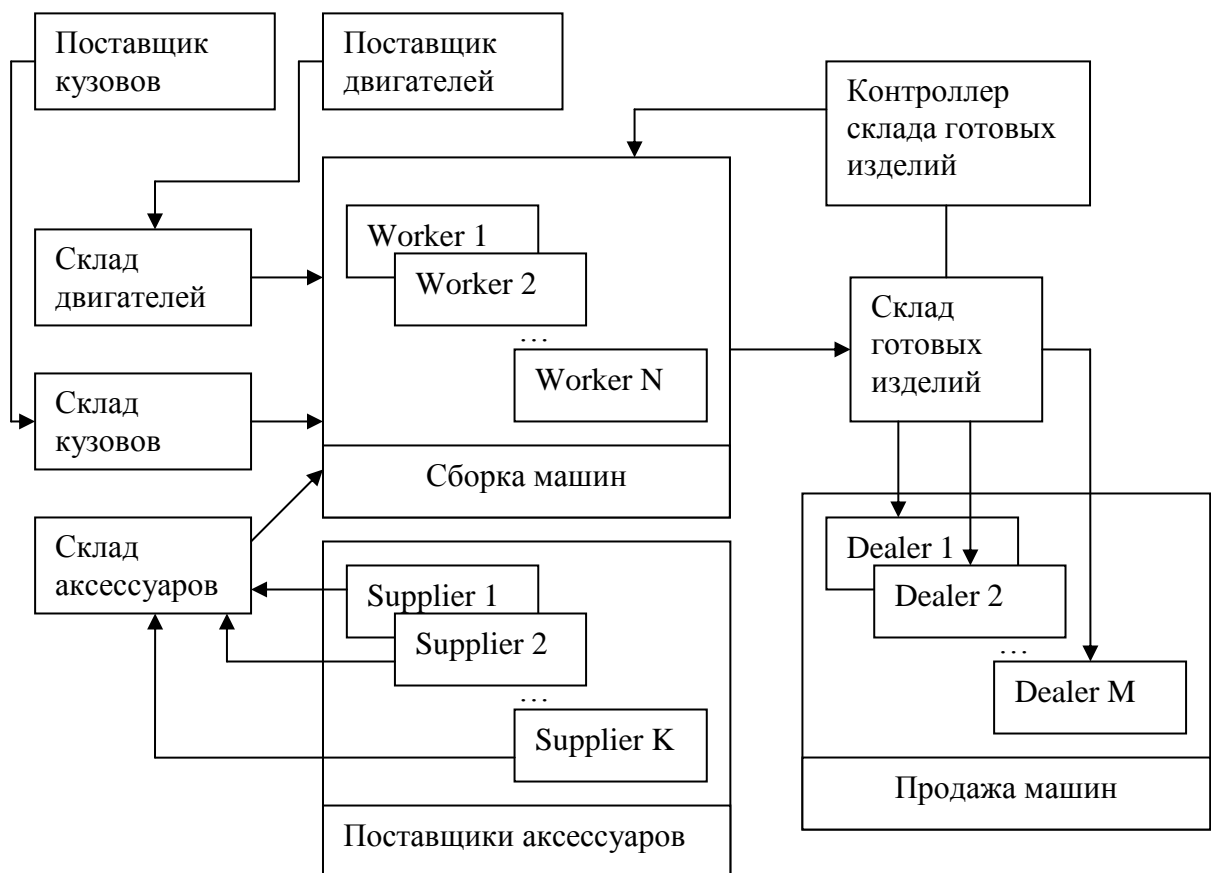 Поставщик
кузовов
Поставщик
двигателей
Контроллер
склада готовых
изделий
Склад
двигателей
Worker 1
Worker 2
...
Worker N
Склад
готовых
изделий
Склад
кузовов
Сборка машин
Склад
аксессуаров
Supplier 1
Supplier 2
...
Supplier K
Поставщики аксессуаров
Dealer 1
Dealer 2
...
Dealer M
Продажа машин